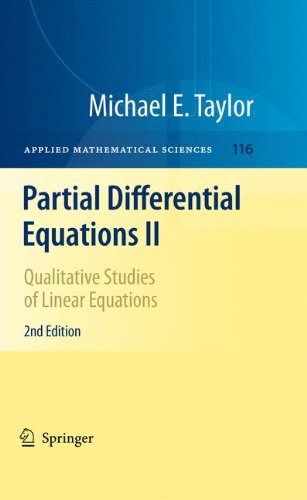 Michael E. Taylor
APPLIED MATHEMATICAL SCIENCES 116
Partial Differential
Equations II
Qualitative Studies
of Linear Equations
2nd Edition
Springer